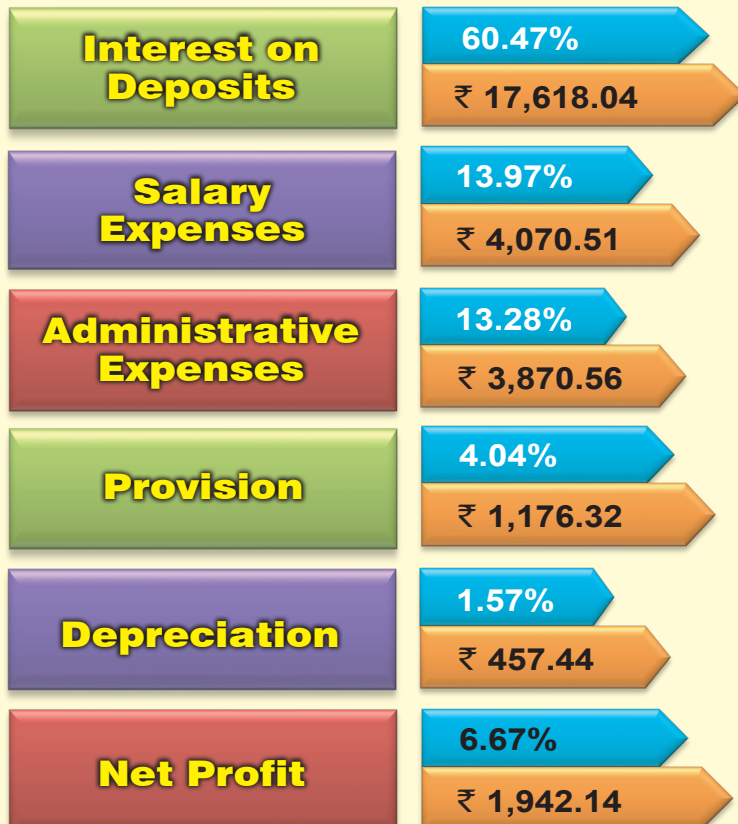 Interest on
Deposits
60.47%
₹ 17,618.04
Salary
Expenses
13.97%
₹ 4,070.51
Administrative
Expenses
13.28%
₹ 3,870.56
Provision
4.04%
₹ 1,176.32
Depreciation
1.57%
₹ 457.44
Net Profit
6.67%
₹ 1,942.14